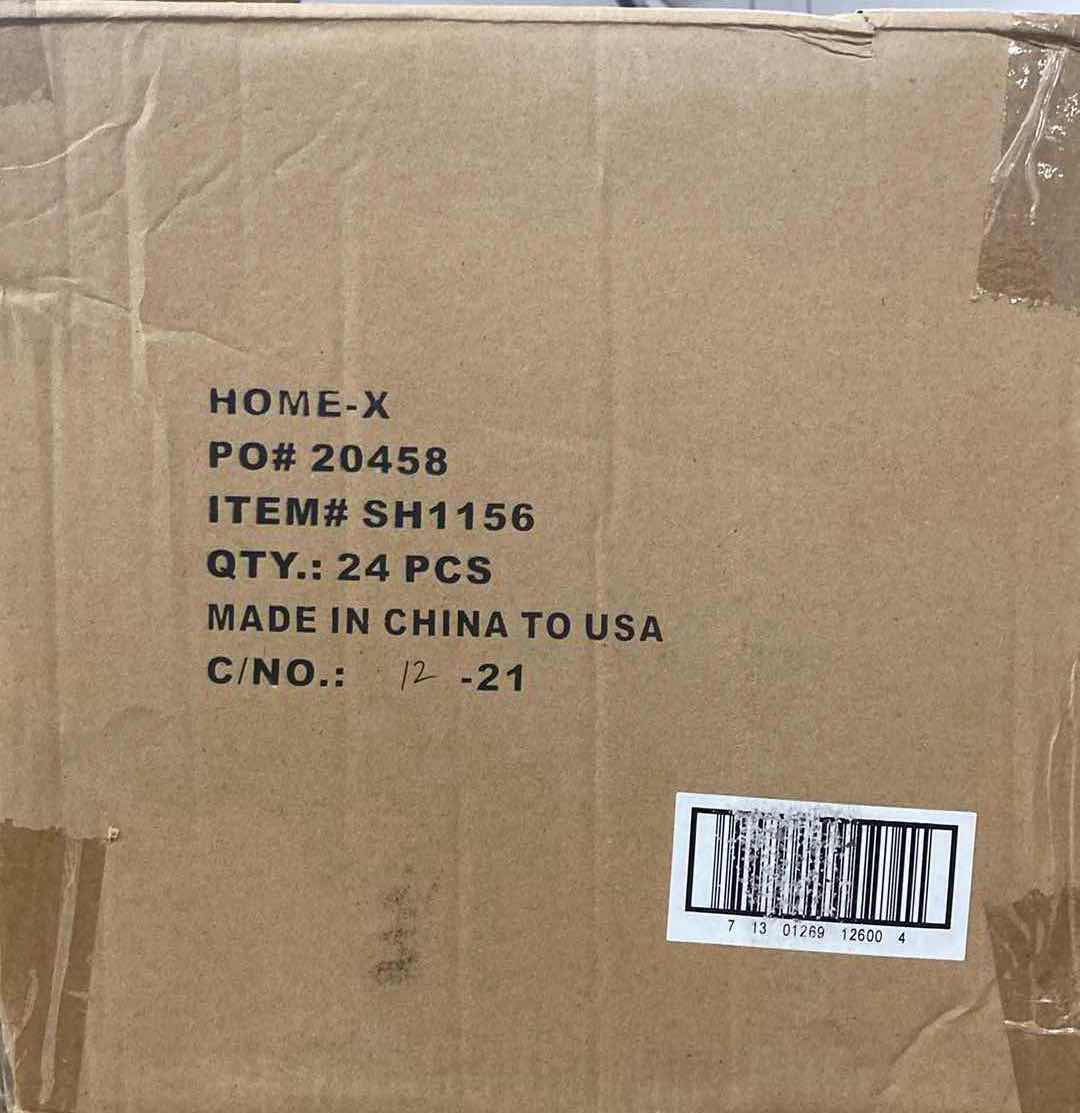 HOME-X
PO# 20458
ITEM# SH1156
QTY.: 24 PCS
MADE IN CHINA TO USA
C/NO.: 12 -21
7 13 01269 12600 4